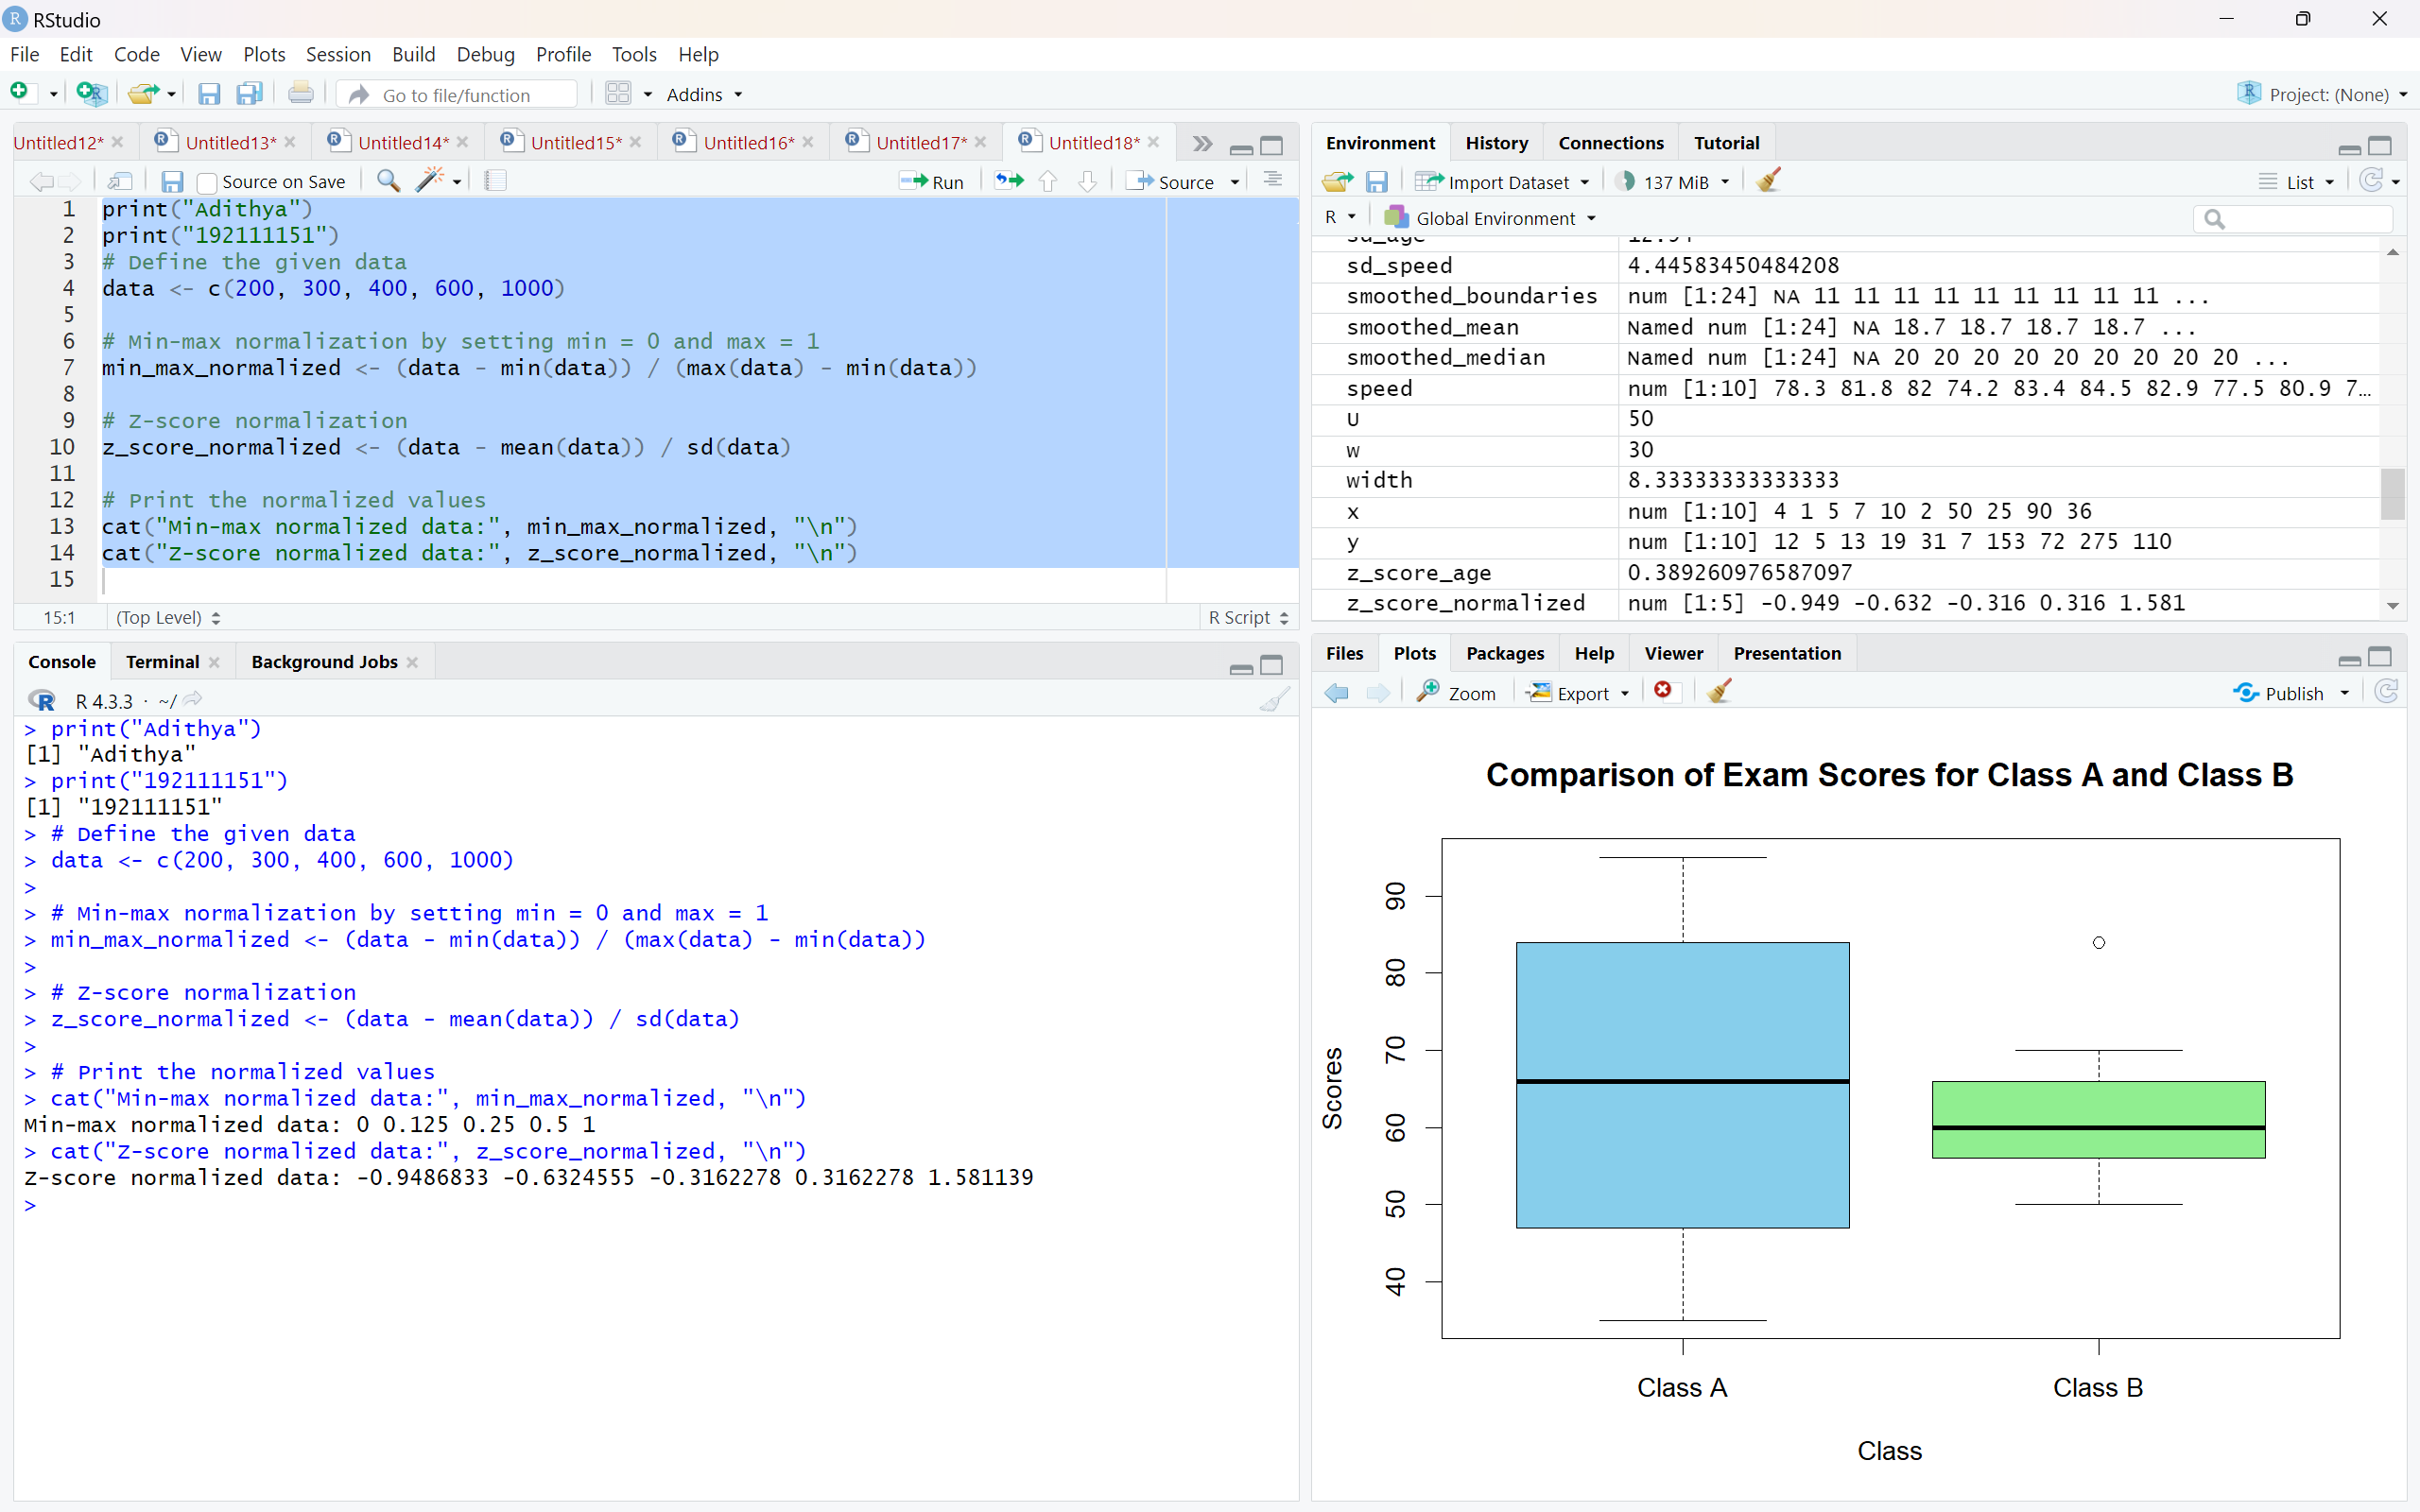 RStudio
File Edit Code View Plots Session Build Debug Profile Tools Help
Go to file/function Addins Project: (None)
Untitled12* Untitled13* Untitled14* Untitled15* Untitled16* Untitled17* Untitled18*
Source on Save Run Source
1 print("Adithya")
2 print("192111151")
3 # Define the given data
4 data <- c(200, 300, 400, 600, 1000)
5
6 # Min-max normalization by setting min = 0 and max = 1
7 min_max_normalized <- (data - min(data)) / (max(data) - min(data))
8
9 # Z-score normalization
10 z_score_normalized <- (data - mean(data)) / sd(data)
11
12 # Print the normalized values
13 cat("Min-max normalized data:", min_max_normalized, "\n")
14 cat("Z-score normalized data:", z_score_normalized, "\n")
15
15:1 (Top Level) R Script
Console Terminal Background Jobs
R 4.3.3 · ~/
> print("Adithya")
[1] "Adithya"
> print("192111151")
[1] "192111151"
> # Define the given data
> data <- c(200, 300, 400, 600, 1000)
>
> # Min-max normalization by setting min = 0 and max = 1
> min_max_normalized <- (data - min(data)) / (max(data) - min(data))
>
> # Z-score normalization
> z_score_normalized <- (data - mean(data)) / sd(data)
>
> # Print the normalized values
> cat("Min-max normalized data:", min_max_normalized, "\n")
Min-max normalized data: 0 0.125 0.25 0.5 1
> cat("Z-score normalized data:", z_score_normalized, "\n")
Z-score normalized data: -0.9486833 -0.6324555 -0.3162278 0.3162278 1.581139
>
Environment History Connections Tutorial
Import Dataset 137 MiB List
R Global Environment
sd_age
sd_speed 4.44583450484208
smoothed_boundaries num [1:24] NA 11 11 11 11 11 11 11 11 11 ...
smoothed_mean Named num [1:24] NA 18.7 18.7 18.7 18.7 ...
smoothed_median Named num [1:24] NA 20 20 20 20 20 20 20 20 20 ...
speed num [1:10] 78.3 81.8 82 74.2 83.4 84.5 82.9 77.5 80.9 7…
U 50
w 30
width 8.33333333333333
x num [1:10] 4 1 5 7 10 2 50 25 90 36
y num [1:10] 12 5 13 19 31 7 153 72 275 110
z_score_age 0.389260976587097
z_score_normalized num [1:5] -0.949 -0.632 -0.316 0.316 1.581
Files Plots Packages Help Viewer Presentation
Zoom Export Publish
Comparison of Exam Scores for Class A and Class B
90
80
70
60
50
40
Scores
Class A Class B
Class